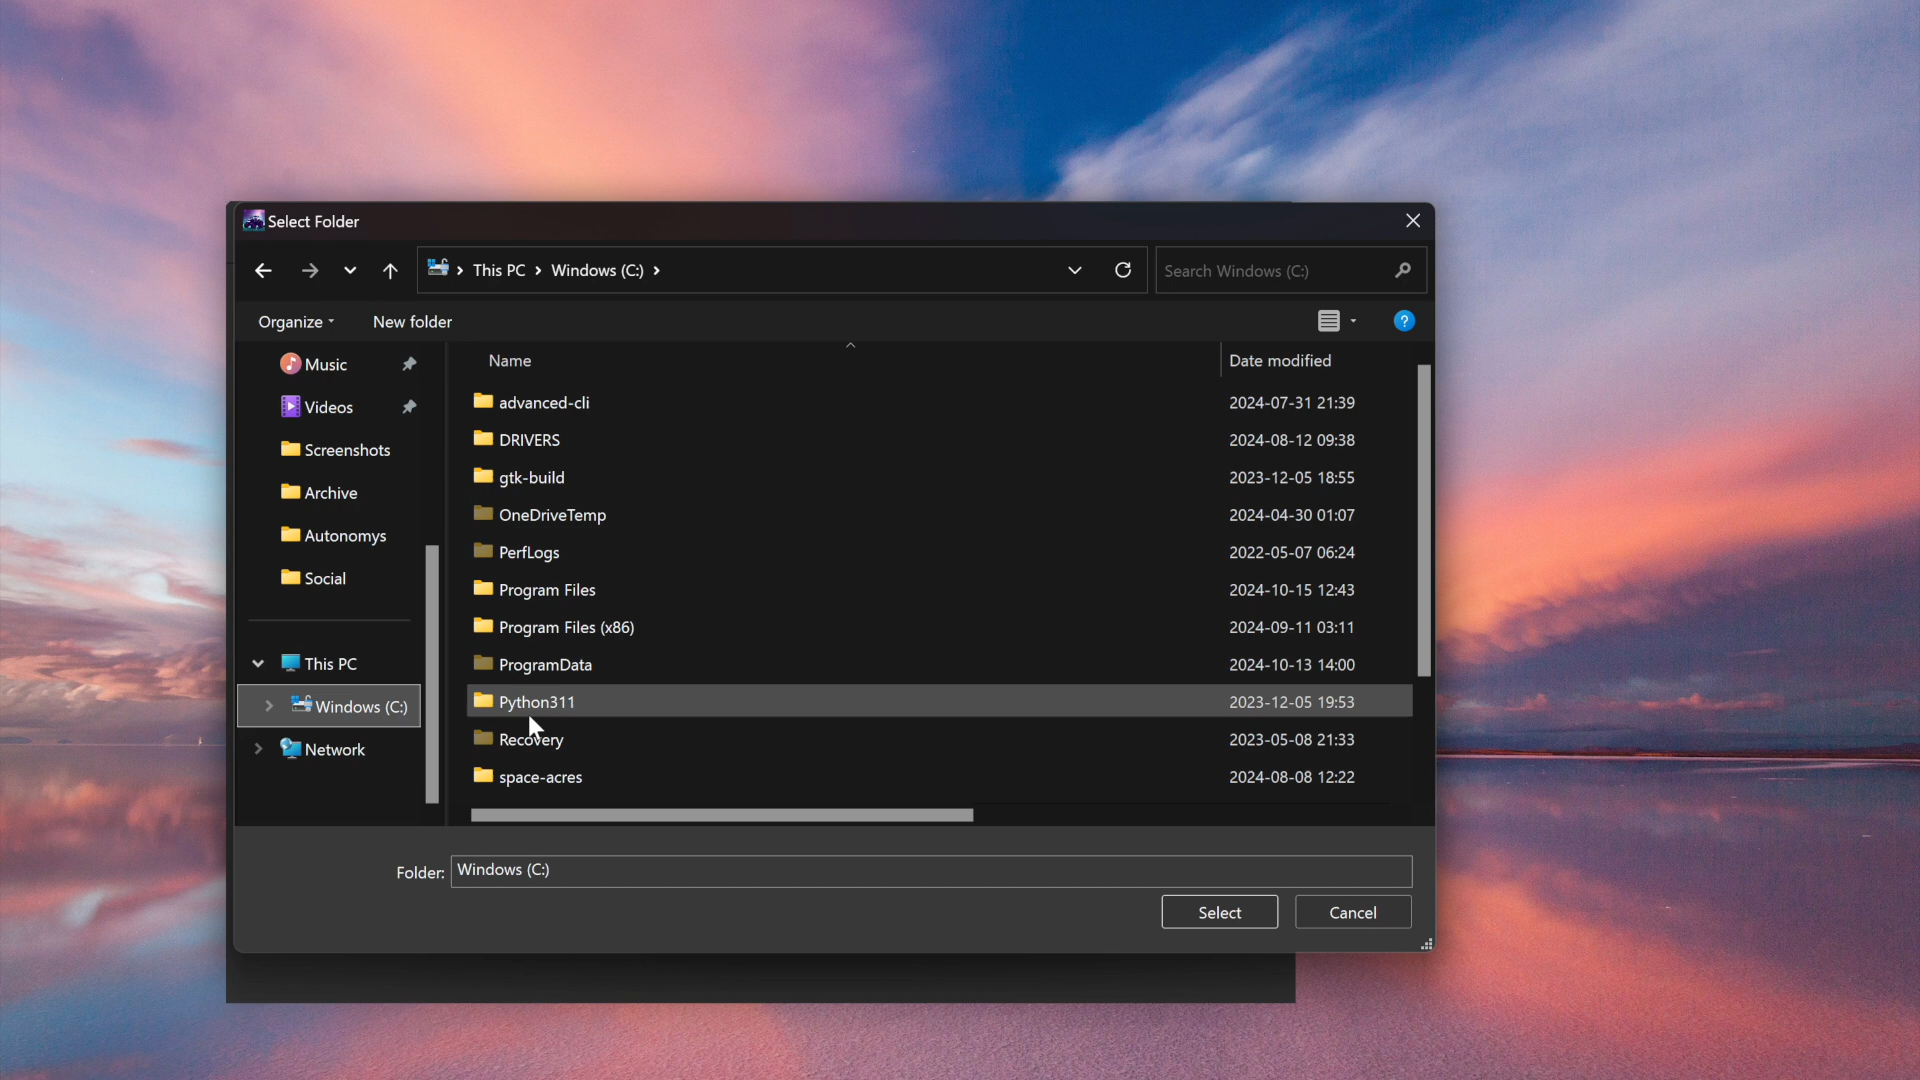 Select Folder
This PC > Windows (C:) >
Search Windows (C:)
Organize
New folder
?
Music
Videos
Screenshots
Archive
Autonomys
Social
This PC
Windows (C:)
Network
Name Date modified
advanced-cli 2024-07-31 21:39
DRIVERS 2024-08-12 09:38
gtk-build 2023-12-05 18:55
OneDriveTemp 2024-04-30 01:07
PerfLogs 2022-05-07 06:24
Program Files 2024-10-15 12:43
Program Files (x86) 2024-09-11 03:11
ProgramData 2024-10-13 14:00
Python311 2023-12-05 19:53
Recovery 2023-05-08 21:33
space-acres 2024-08-08 12:22
Folder: Windows (C:)
Select
Cancel